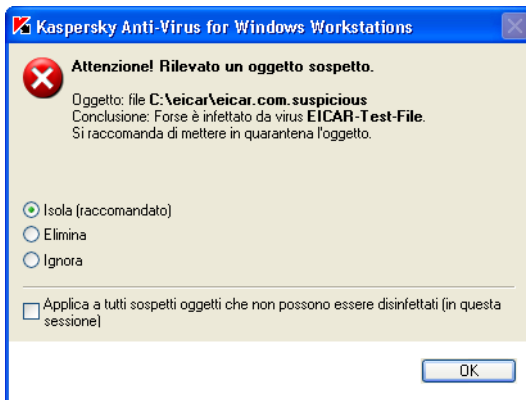 Kaspersky Anti-Virus for Windows Workstations
Attenzione! Rilevato un oggetto sospetto.
Oggetto: file C:\eicar\eicar.com.suspicious
Conclusione: Forse è infettato da virus EICAR-Test-File.
Si raccomanda di mettere in quarantena l'oggetto.
Isola (raccomandato)
Elimina
Ignora
Applica a tutti sospetti oggetti che non possono essere disinfettati (in questa
sessione)
OK